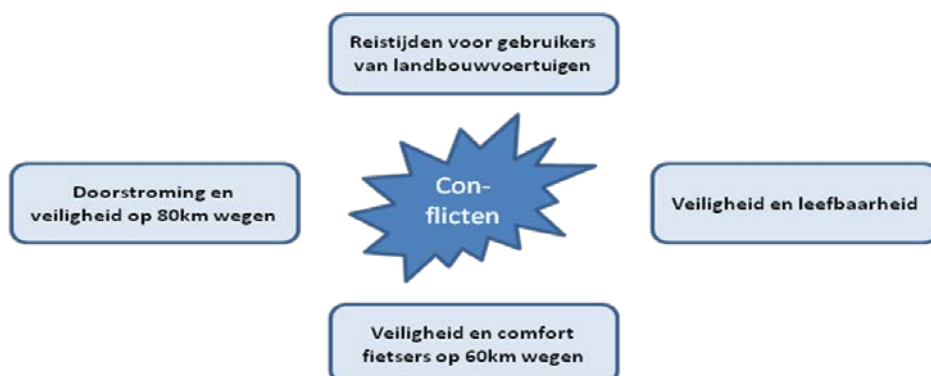 Reistijden voor gebruikers
van landbouwvoertuigen
Doorstroming en
veiligheid op 80km wegen
Con-
flicten
Veiligheid en leefbaarheid
Veiligheid en comfort
fietsers op 60km wegen